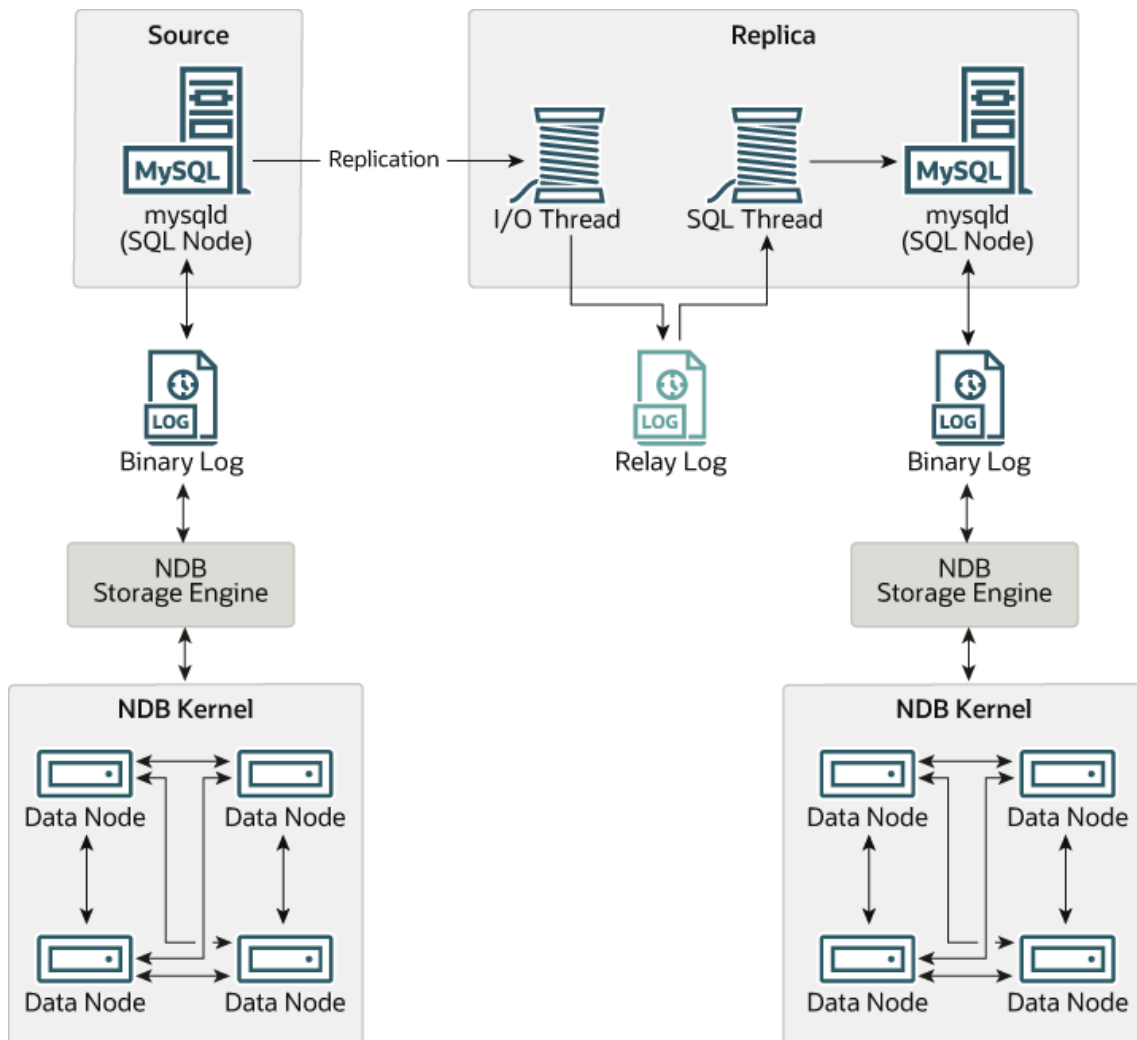 Source
MySQL
mysqld
(SQL Node)
Replication
Replica
I/O Thread
SQL Thread
MySQL
mysqld
(SQL Node)
LOG
Binary Log
LOG
Relay Log
LOG
Binary Log
NDB
Storage Engine
NDB
Storage Engine
NDB Kernel
Data Node
Data Node
Data Node
Data Node
NDB Kernel
Data Node
Data Node
Data Node
Data Node